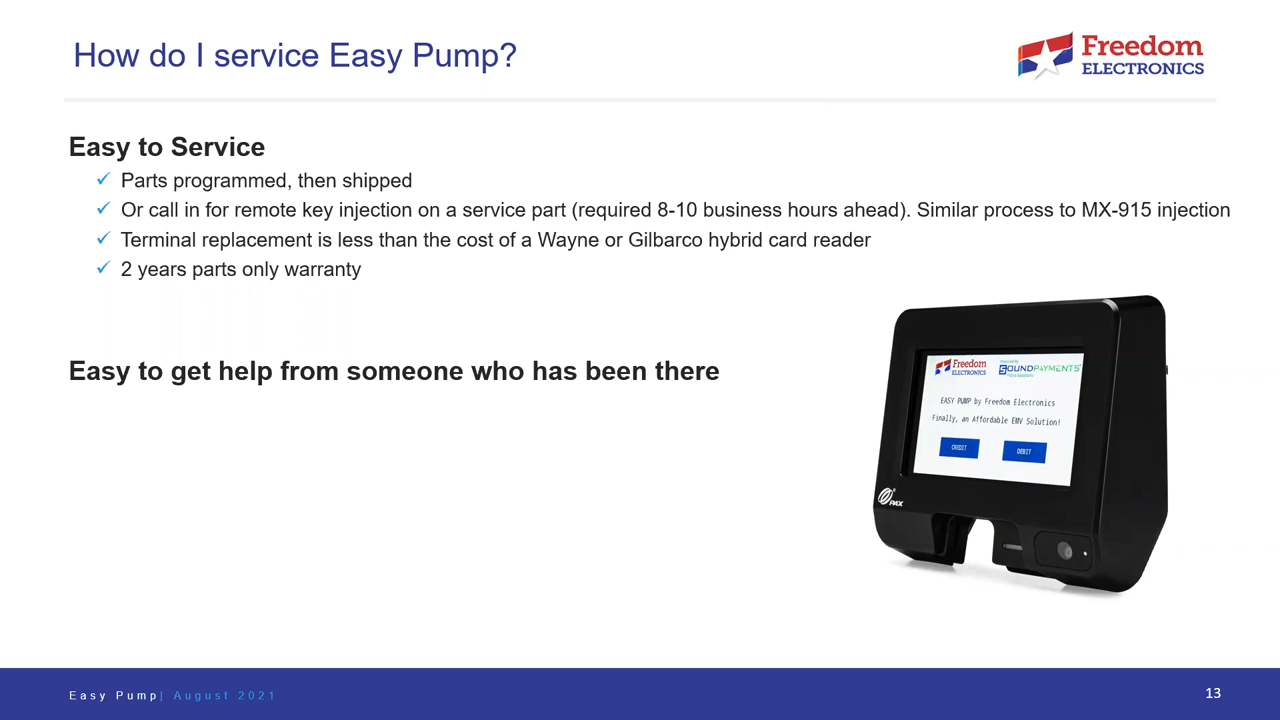 How do I service Easy Pump?
Freedom
ELECTRONICS
Easy to Service
Parts programmed, then shipped
Or call in for remote key injection on a service part (required 8-10 business hours ahead). Similar process to MX-915 injection
Terminal replacement is less than the cost of a Wayne or Gilbarco hybrid card reader
2 years parts only warranty
Easy to get help from someone who has been there
Freedom
ELECTRONICS
SOUNDPAYMENTS
EASY PUMP by Freedom Electronics
Finally, an Affordable EMV Solution!
CREDIT
DEBIT
PAX
Easy Pump| August 2021
13